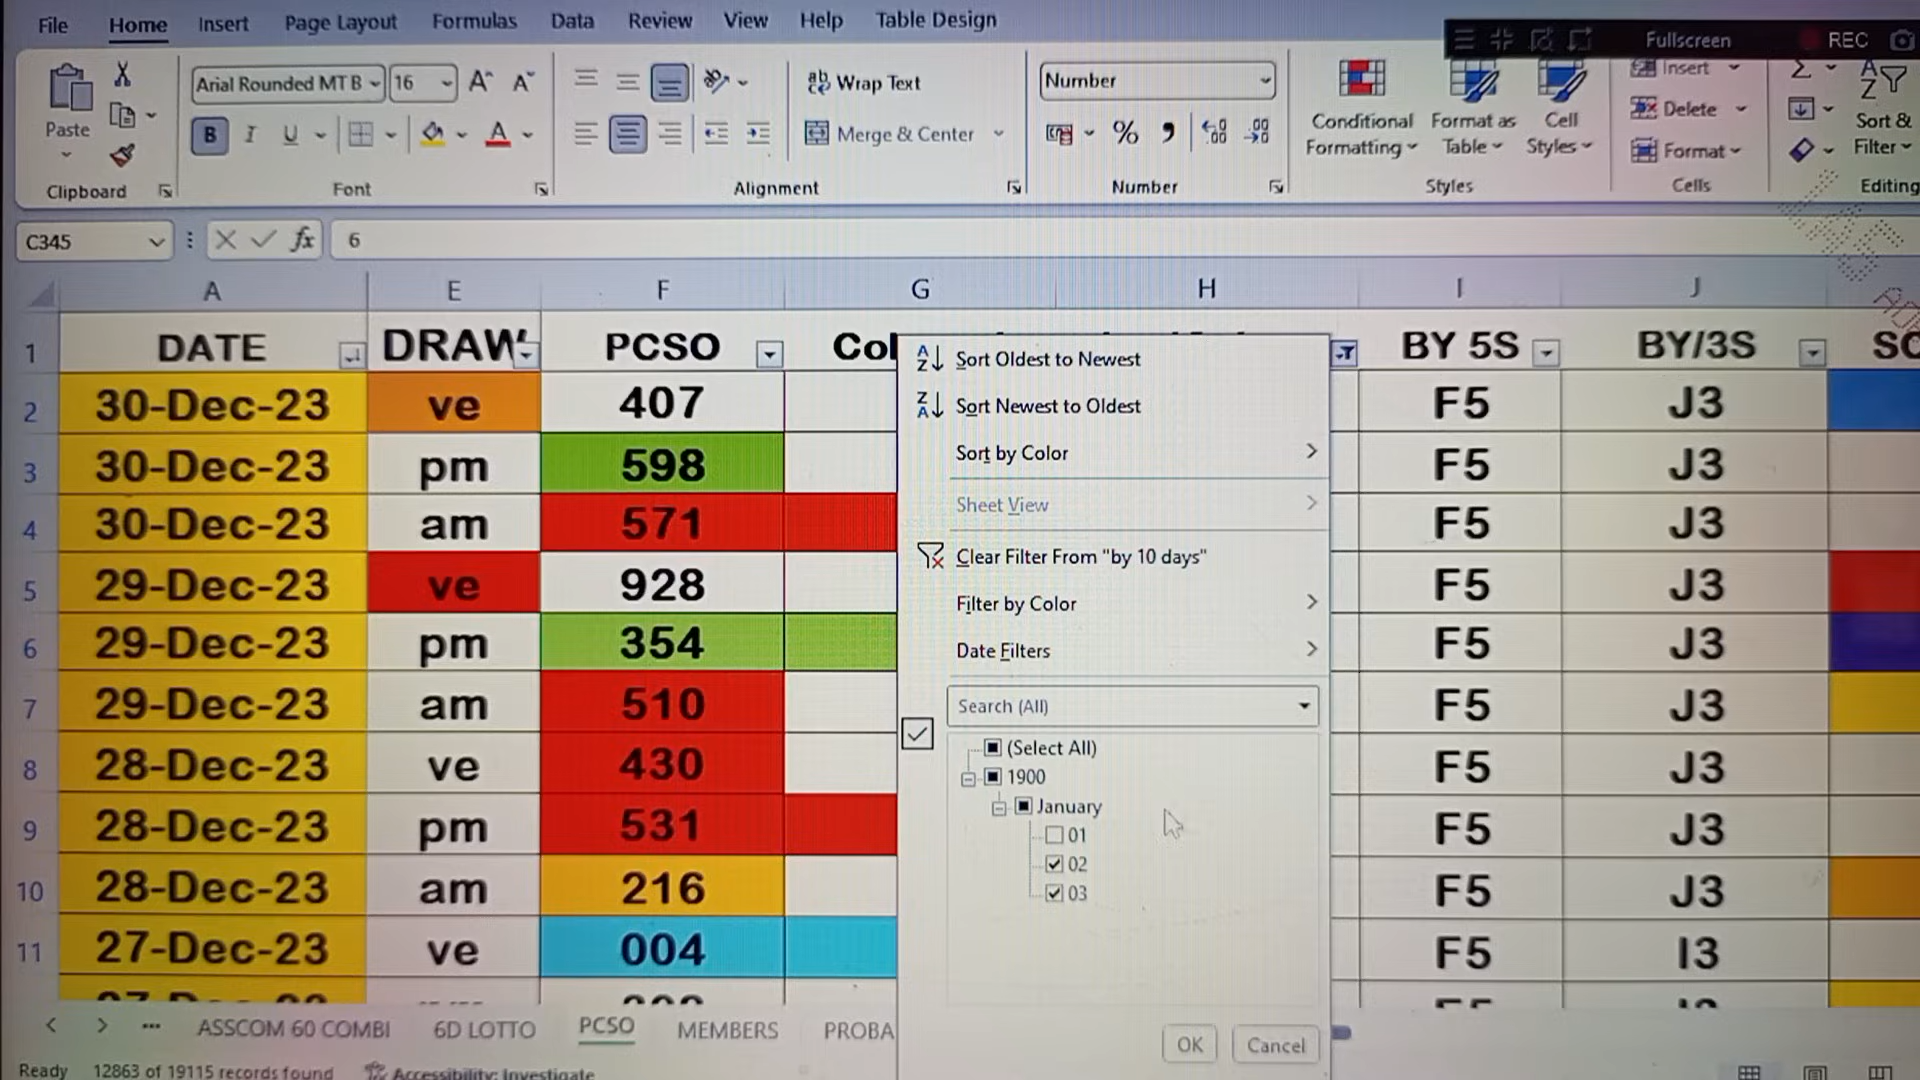 File Home Insert Page Layout Formulas Data Review View Help Table Design
Fullscreen REC
Arial Rounded MT B 16 A A ab Wrap Text Number Insert
Paste B I U A Merge & Center % Conditional Formatting Format as Table Cell Styles Delete Format Sort & Filter
Clipboard Font Alignment Number Styles Cells Editing
C345 fx 6
A E F G H I J
1 DATE DRAW PCSO Col BY 5S BY/3S SC
2 30-Dec-23 ve 407 F5 J3
3 30-Dec-23 pm 598 F5 J3
4 30-Dec-23 am 571 F5 J3
5 29-Dec-23 ve 928 F5 J3
6 29-Dec-23 pm 354 F5 J3
7 29-Dec-23 am 510 F5 J3
8 28-Dec-23 ve 430 F5 J3
9 28-Dec-23 pm 531 F5 J3
10 28-Dec-23 am 216 F5 J3
11 27-Dec-23 ve 004 F5 I3
Sort Oldest to Newest
Sort Newest to Oldest
Sort by Color
Sheet View
Clear Filter From "by 10 days"
Filter by Color
Date Filters
Search (All)
(Select All)
1900
January
01
02
03
OK Cancel
ASSCOM 60 COMBI 6D LOTTO PCSO MEMBERS PROBA
Ready 12863 of 19115 records found Accessibility: Investigate